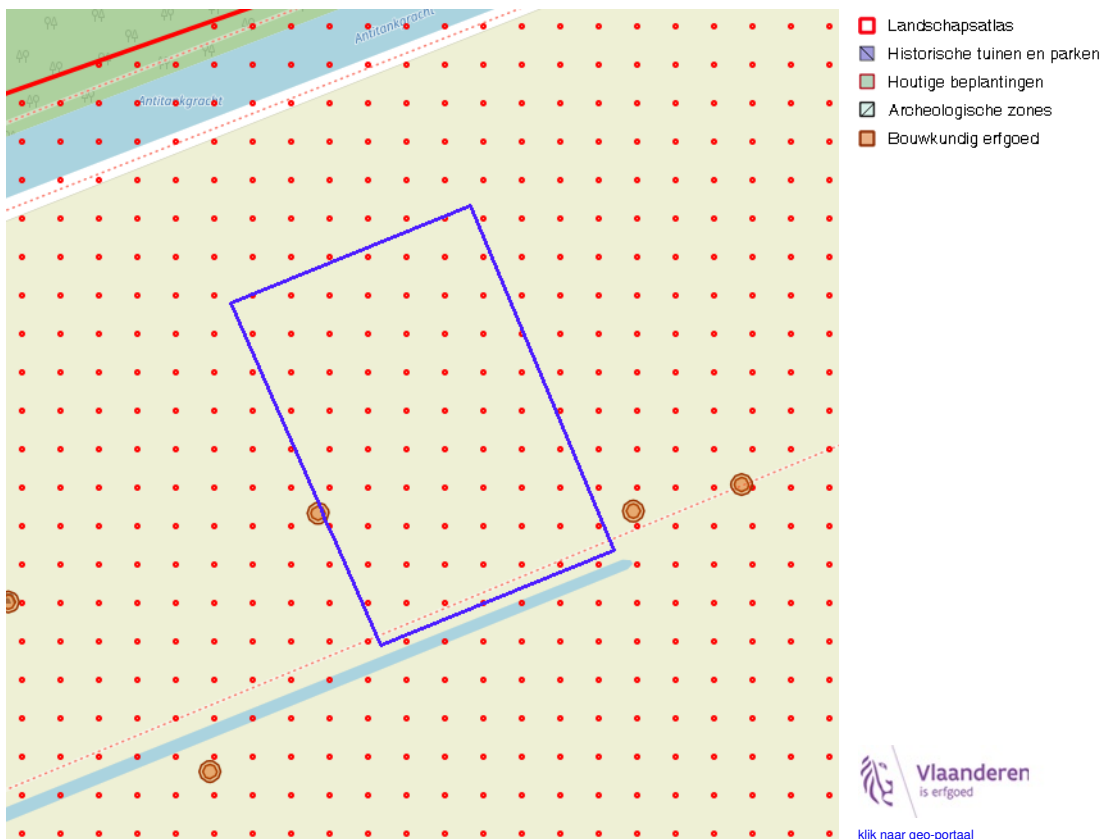 Antitankgracht
Antitankgracht
Landschapsatlas
Historische tuinen en parken
Houtige beplantingen
Archeologische zones
Bouwkundig erfgoed
Vlaanderen
is erfgoed
klik naar geo-portaal